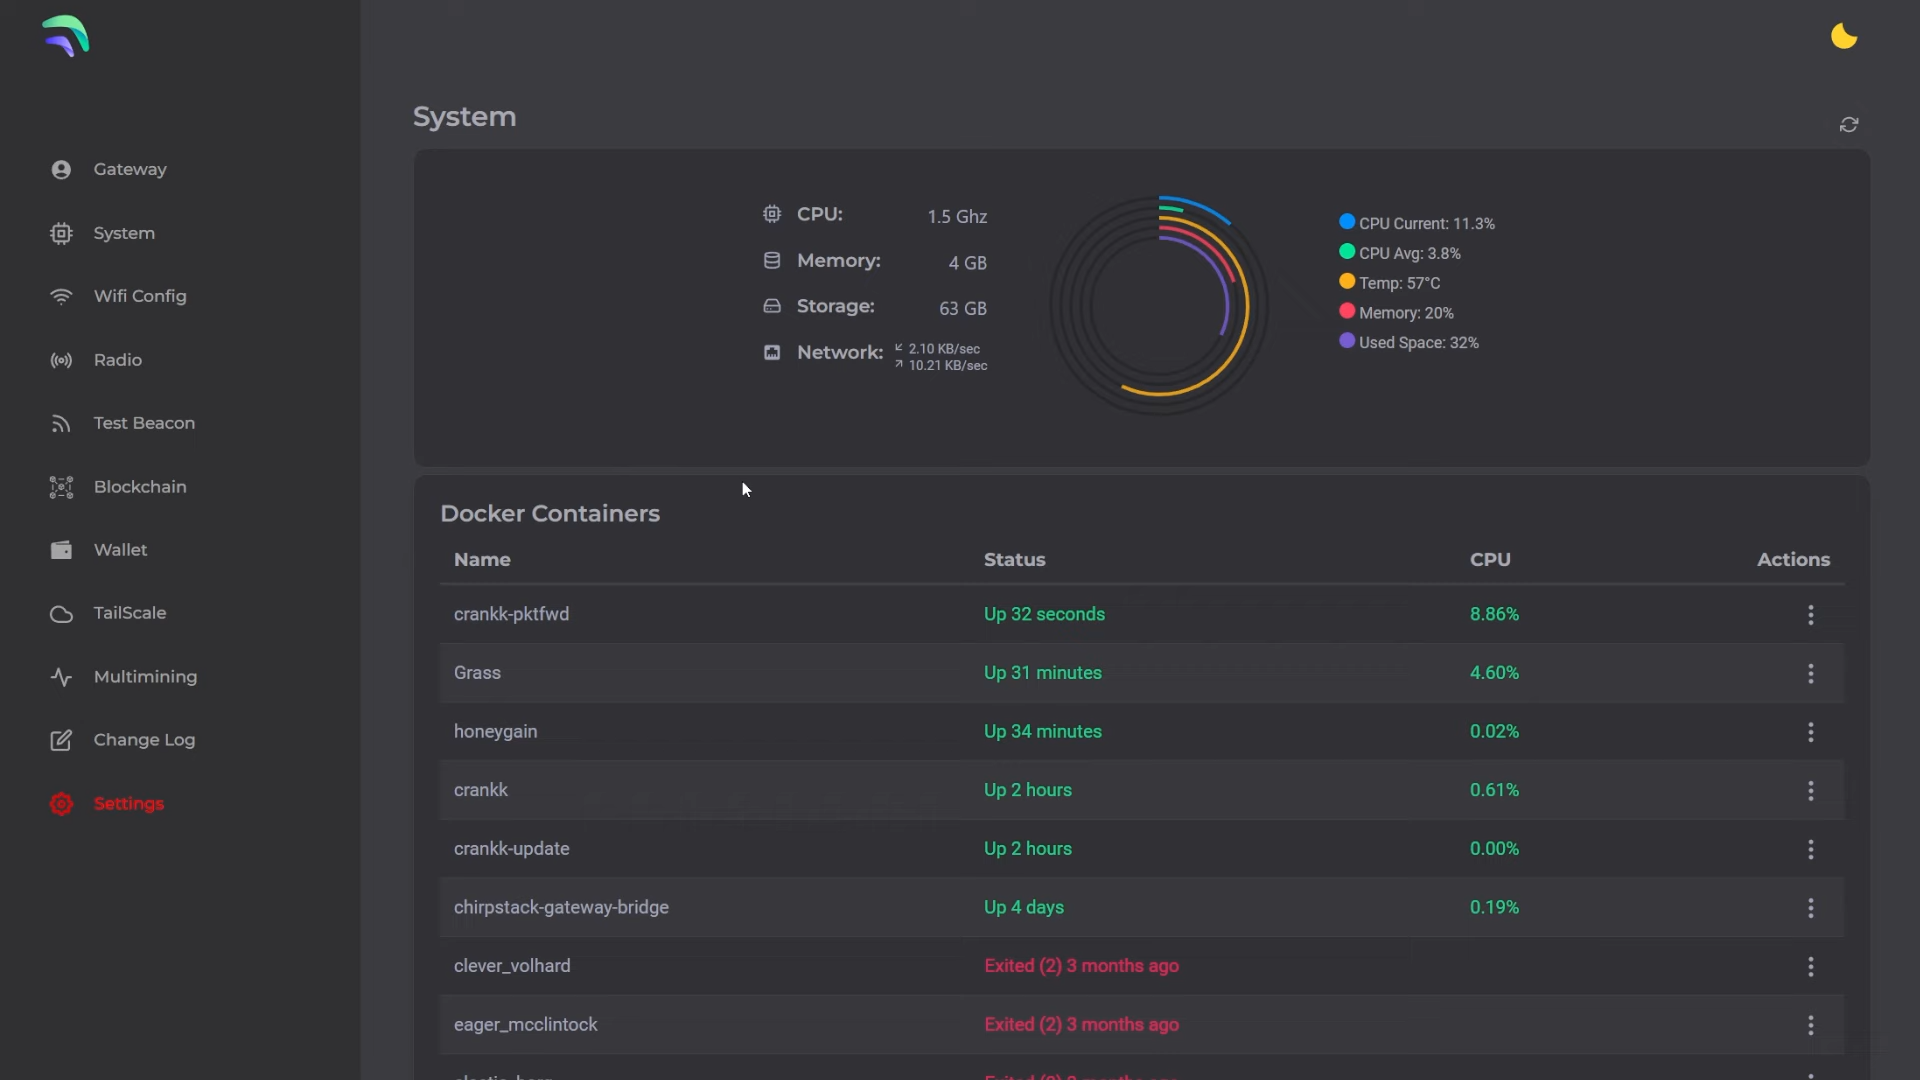 Gateway
System
Wifi Config
Radio
Test Beacon
Blockchain
Wallet
TailScale
Multimining
Change Log
Settings
System
CPU: 1.5 Ghz
Memory: 4 GB
Storage: 63 GB
Network: 2.10 KB/sec
10.21 KB/sec
CPU Current: 11.3%
CPU Avg: 3.8%
Temp: 57°C
Memory: 20%
Used Space: 32%
Docker Containers
Name Status CPU Actions
crankk-pktfwd Up 32 seconds 8.86%
Grass Up 31 minutes 4.60%
honeygain Up 34 minutes 0.02%
crankk Up 2 hours 0.61%
crankk-update Up 2 hours 0.00%
chirpstack-gateway-bridge Up 4 days 0.19%
clever_volhard Exited (2) 3 months ago
eager_mcclintock Exited (2) 3 months ago